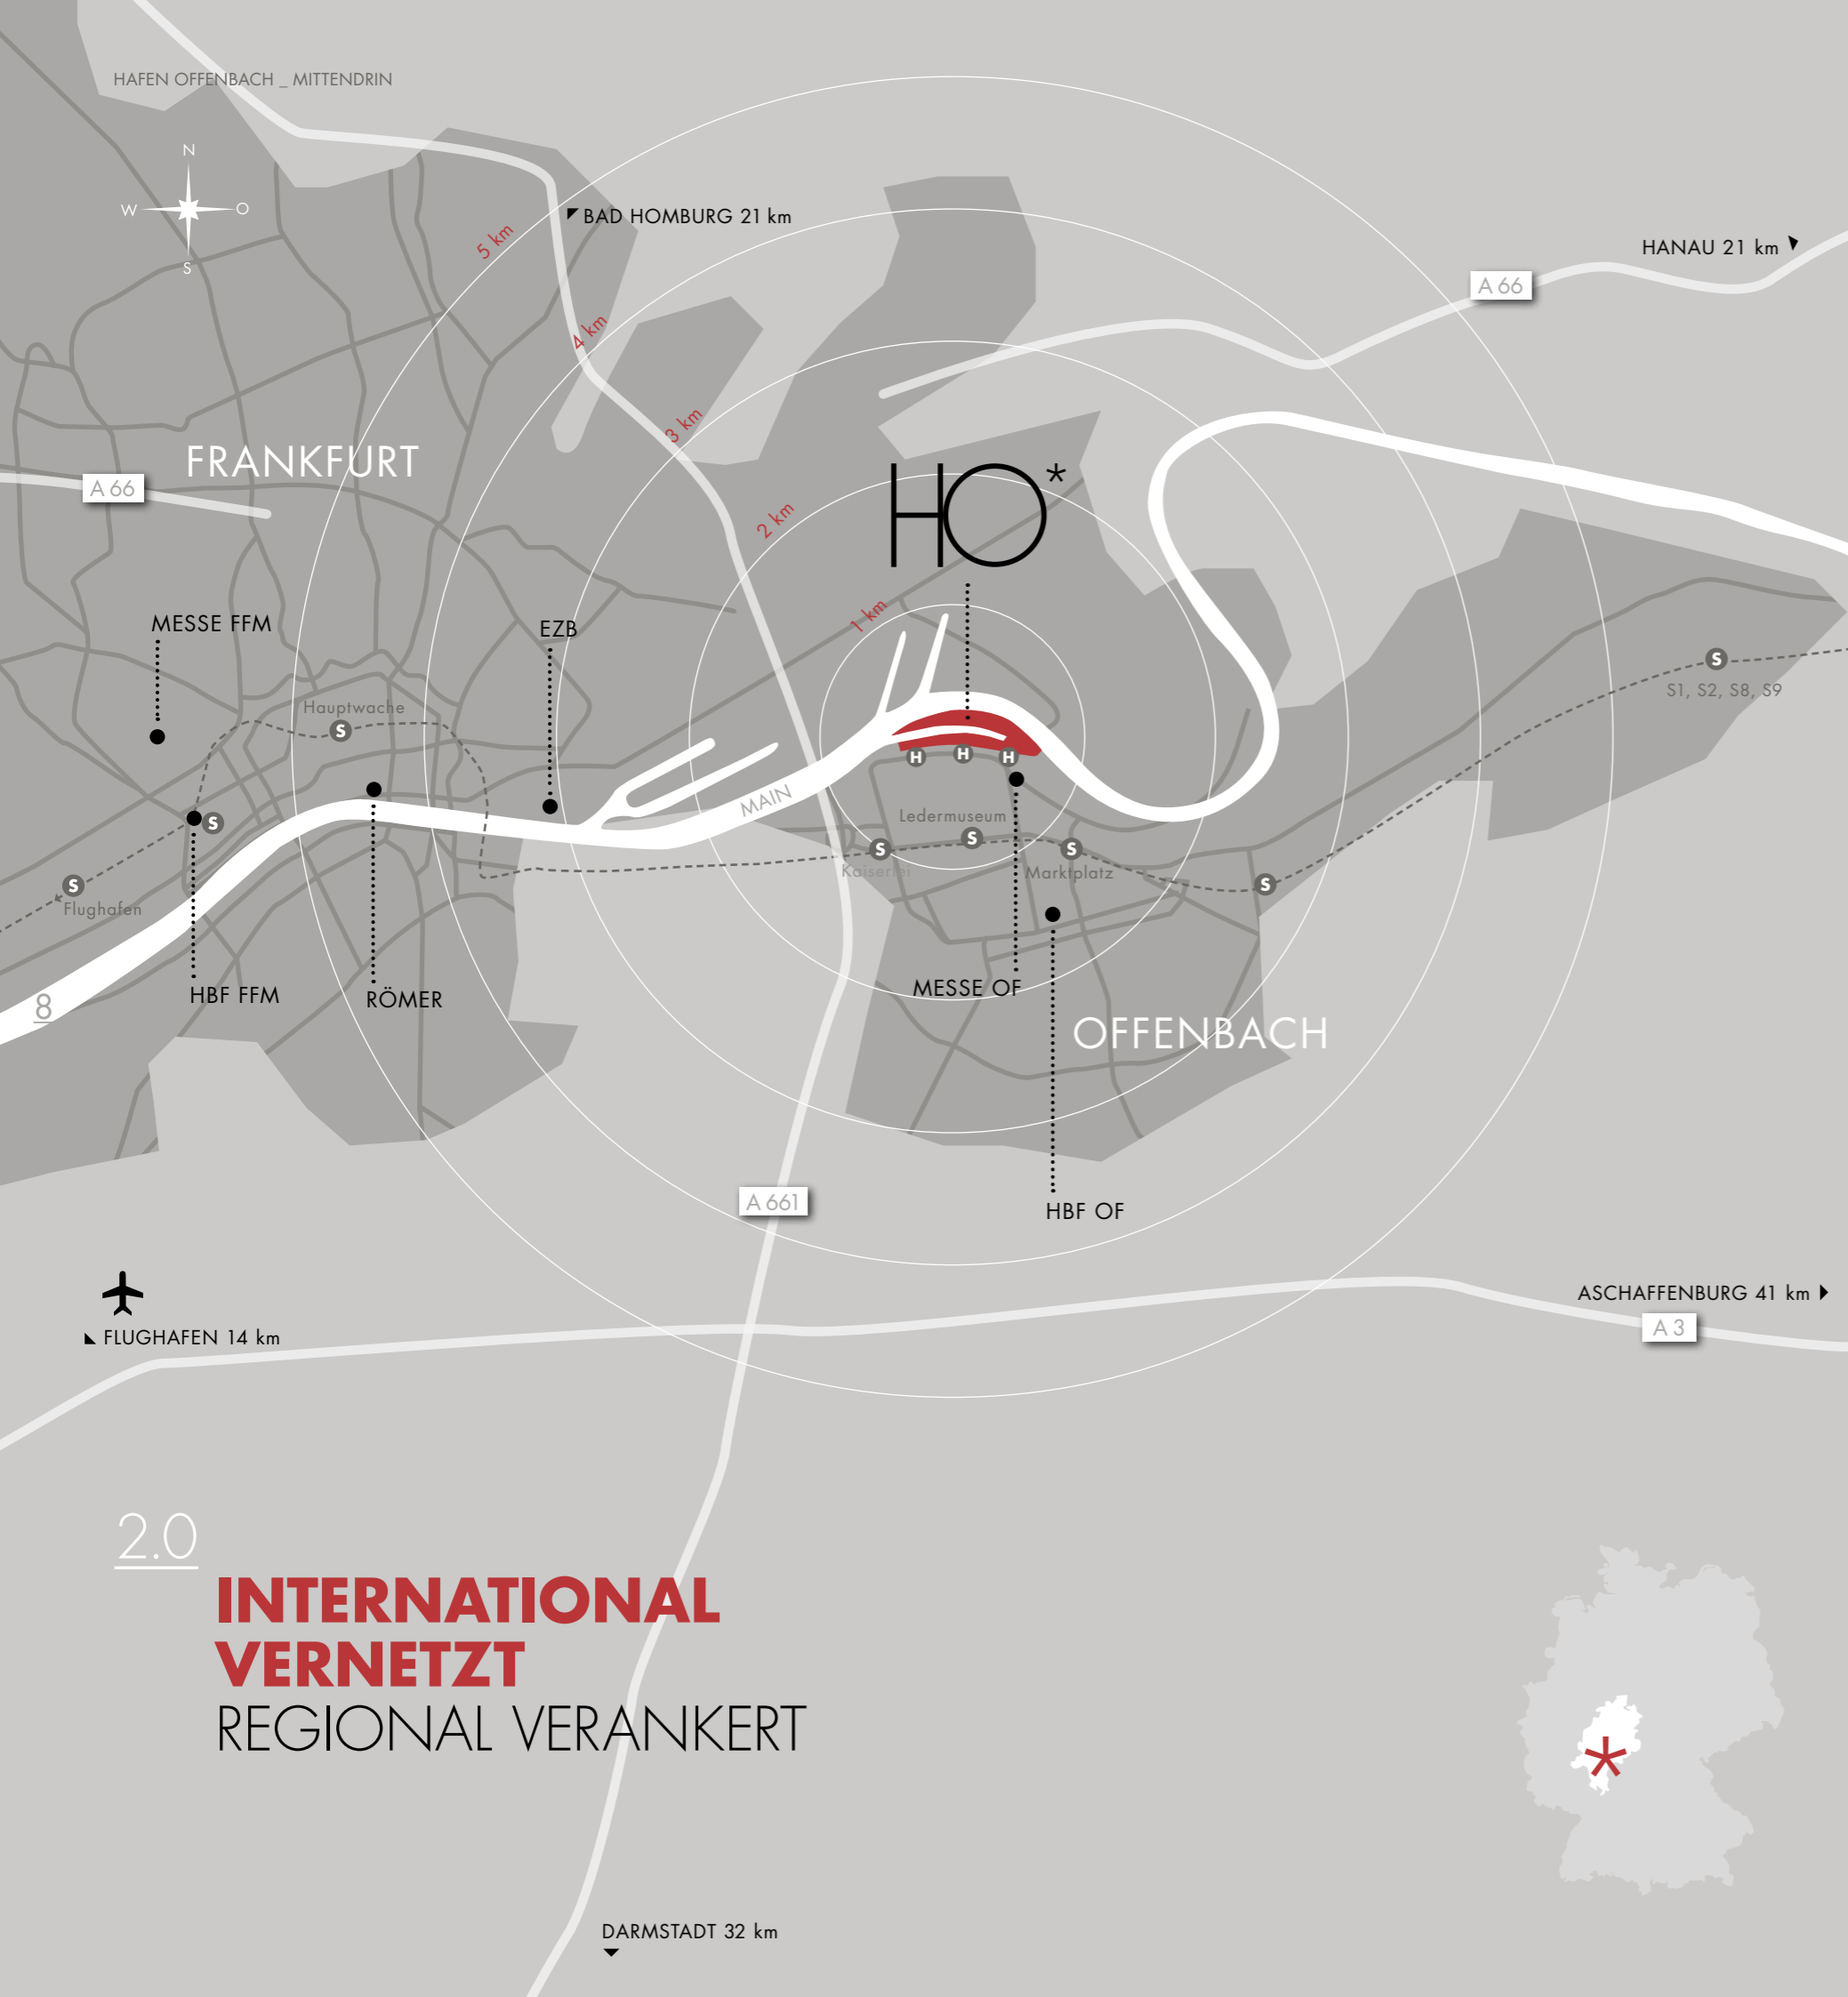 HAFEN OFFENBACH _ MITTENDRIN
N
W
O
S
BAD HOMBURG 21 km
HANAU 21 km
5 km
4 km
3 km
2 km
1 km
A 66
FRANKFURT
A 66
HO*
MESSE FFM
EZB
Hauptwache
S
S
S1, S2, S8, S9
H
H
H
MAIN
Ledermuseum
S
S
Kaiserlei
S
Marktplatz
S
S
S
Flughafen
MESSE OF
HBF FFM
RÖMER
8
OFFENBACH
A 661
HBF OF
FLUGHAFEN 14 km
ASCHAFFENBURG 41 km
A 3
2.0
INTERNATIONAL
VERNETZT
REGIONAL VERANKERT
*
DARMSTADT 32 km